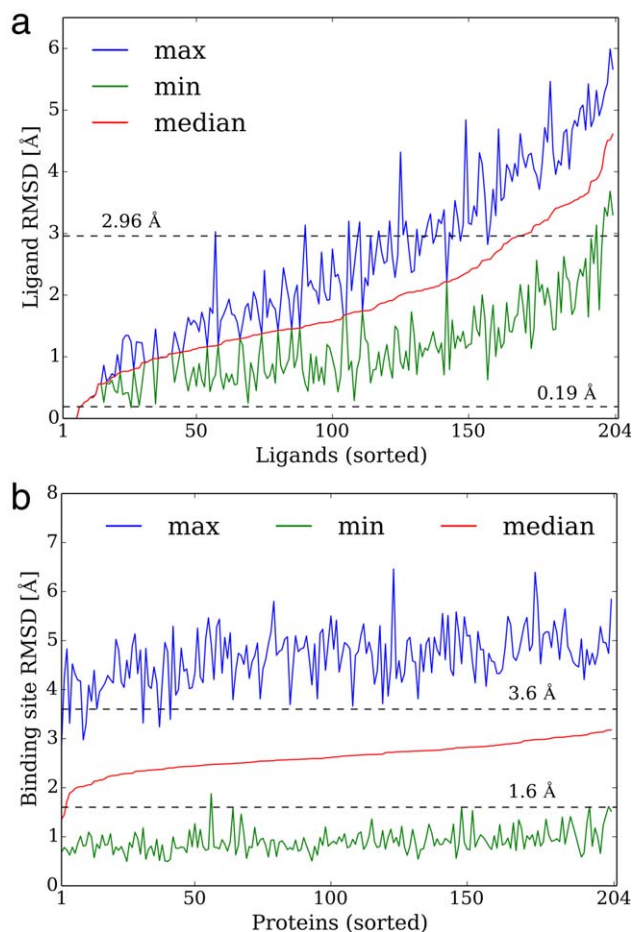 a
6
5
4
3
2
1
0
Ligand RMSD [Å]
max
min
median
2.96 Å
0.19 Å
1
50
100
150
204
Ligands (sorted)
b
8
7
6
5
4
3
2
1
0
Binding site RMSD [Å]
max
min
median
3.6 Å
1.6 Å
1
50
100
150
204
Proteins (sorted)